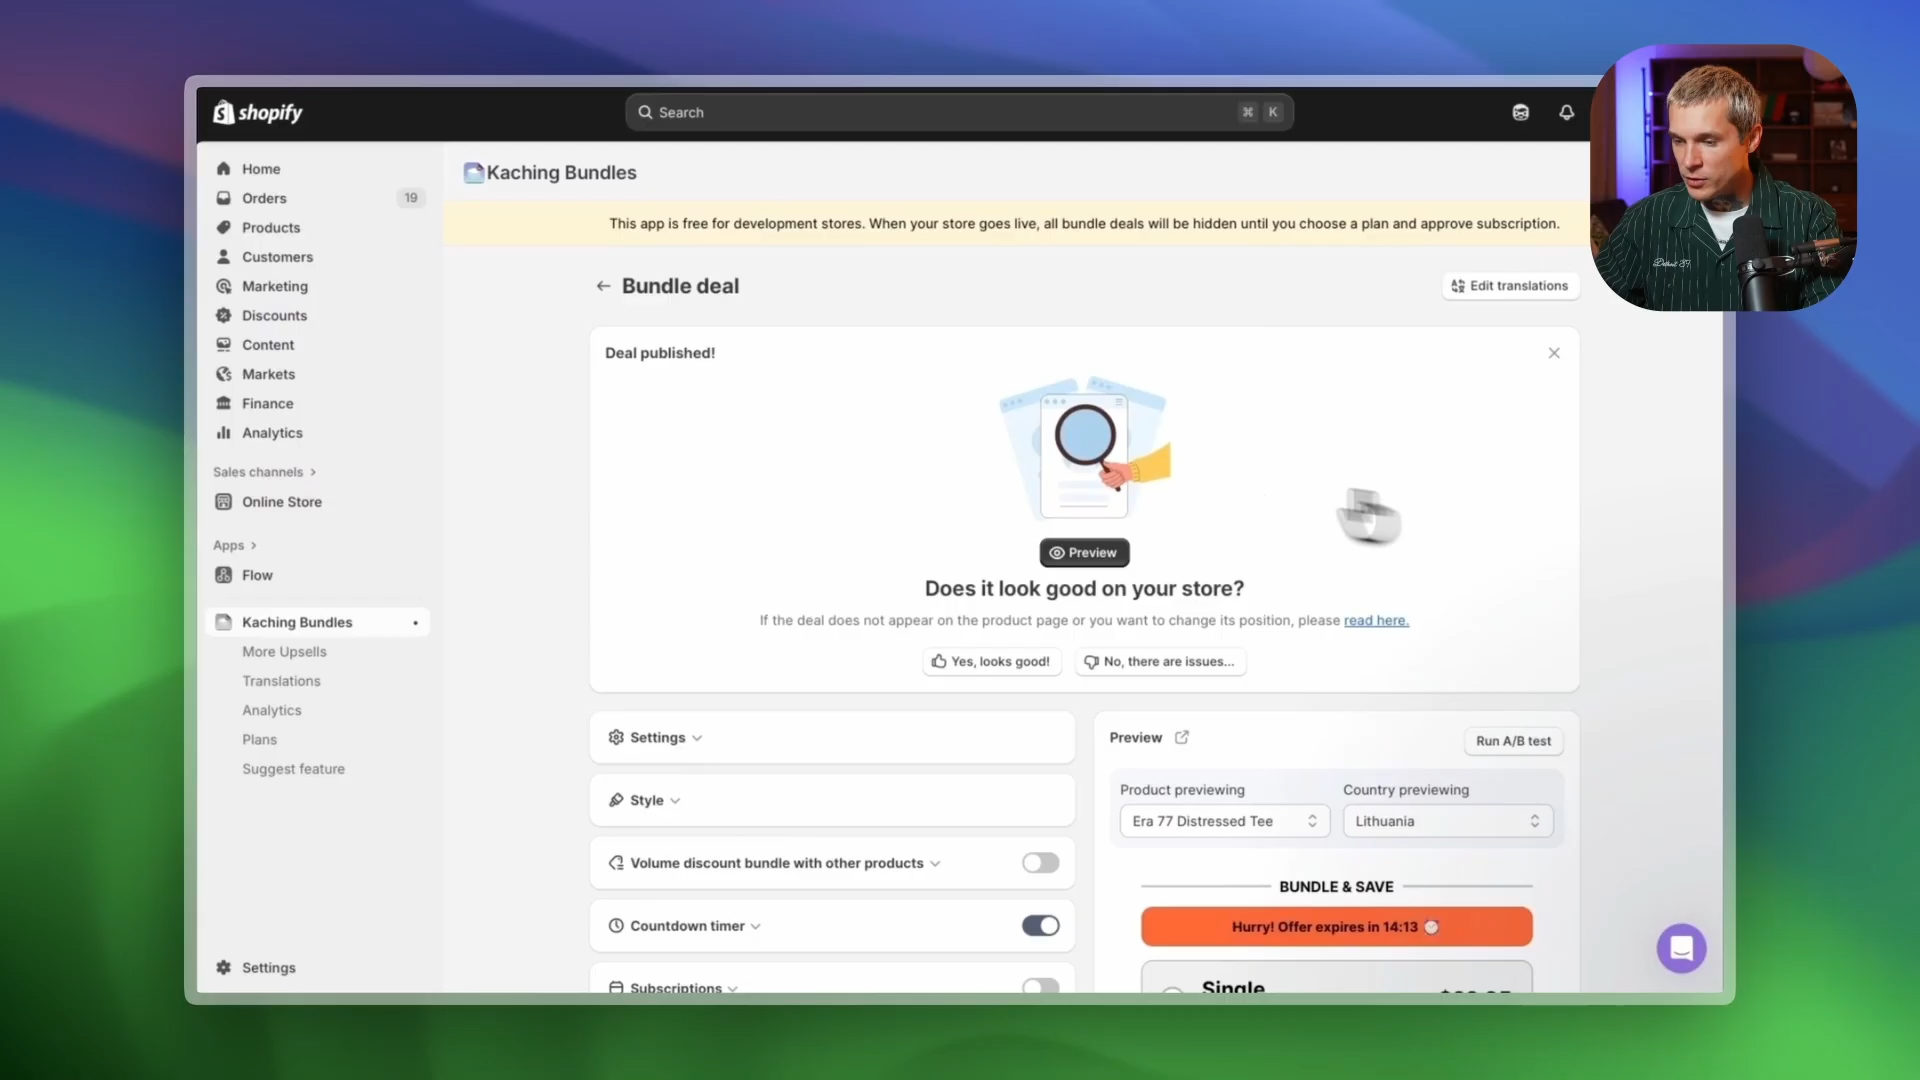 shopify
Search
⌘ K
Home
Orders 19
Products
Customers
Marketing
Discounts
Content
Markets
Finance
Analytics
Sales channels
Online Store
Apps
Flow
Kaching Bundles
More Upsells
Translations
Analytics
Plans
Suggest feature
Settings
Kaching Bundles
This app is free for development stores. When your store goes live, all bundle deals will be hidden until you choose a plan and approve subscription.
Bundle deal
Edit translations
Deal published!
Preview
Does it look good on your store?
If the deal does not appear on the product page or you want to change its position, please read here.
Yes, looks good!
No, there are issues...
Settings
Style
Volume discount bundle with other products
Countdown timer
Subscriptions
Preview
Run A/B test
Product previewing
Country previewing
Era 77 Distressed Tee
Lithuania
BUNDLE & SAVE
Hurry! Offer expires in 14:13
Single